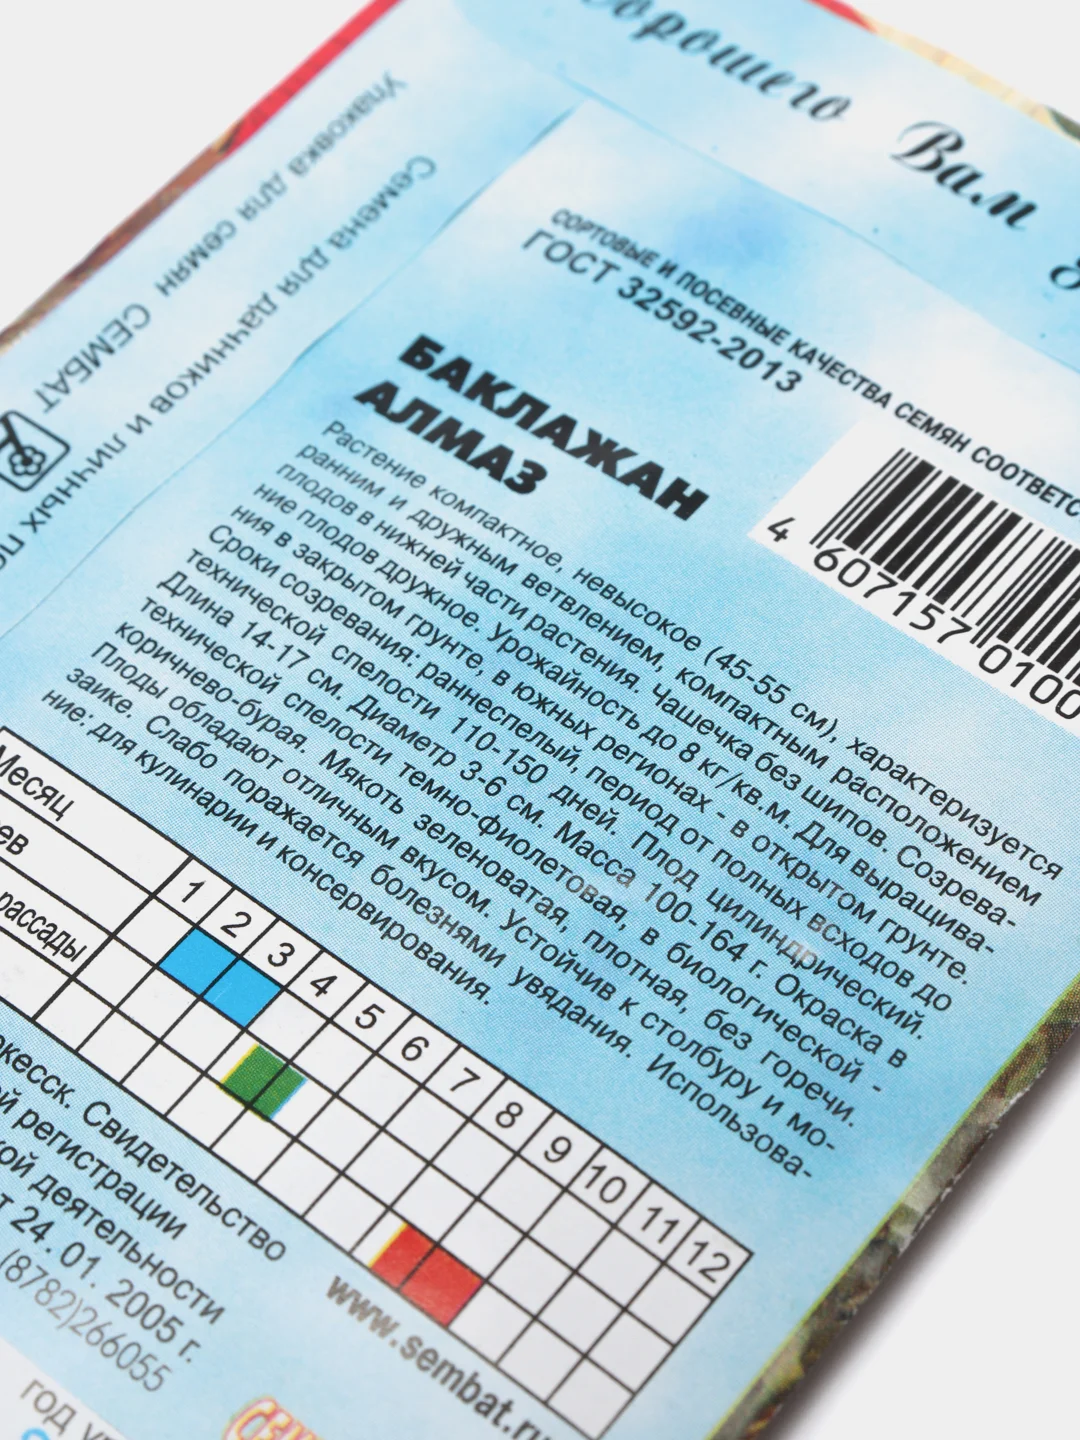 орошего Вам
Упаковка для семян СЕМБАТ
Семена для дачников и личных
СОРТОВЫЕ И ПОСЕВНЫЕ КАЧЕСТВА СЕМЯН СООТВЕТС
ГОСТ 32592-2013
4 607157 0100
БАКЛАЖАН
АЛМАЗ
Растение компактное, невысокое (45-55 см), характеризуется
ранним и дружным ветвлением, компактным расположением
плодов в нижней части растения. Чашечка без шипов. Созрева-
ние плодов дружное. Урожайность до 8 кг/кв.м. Для выращива-
ния в закрытом грунте, в южных регионах - в открытом грунте.
Сроки созревания: раннеспелый, период от полных всходов до
технической спелости 110-150 дней. Плод цилиндрический.
Длина 14-17 см. Диаметр 3-6 см. Масса 100-164 г. Окраска в
технической спелости темно-фиолетовая, в биологической -
коричнево-бурая. Мякоть зеленоватая, плотная, без горечи.
Плоды обладают отличным вкусом. Устойчив к столбуру и мо-
заике. Слабо поражается болезнями увядания. Использова-
ние: для кулинарии и консервирования.
Месяц 1 2 3 4 5 6 7 8 9 10 11 12
ев
рассады
кесск. Свидетельство
й регистрации
кой деятельности
т 24. 01. 2005 г.
(8782)266055
www.sembat.ru
год